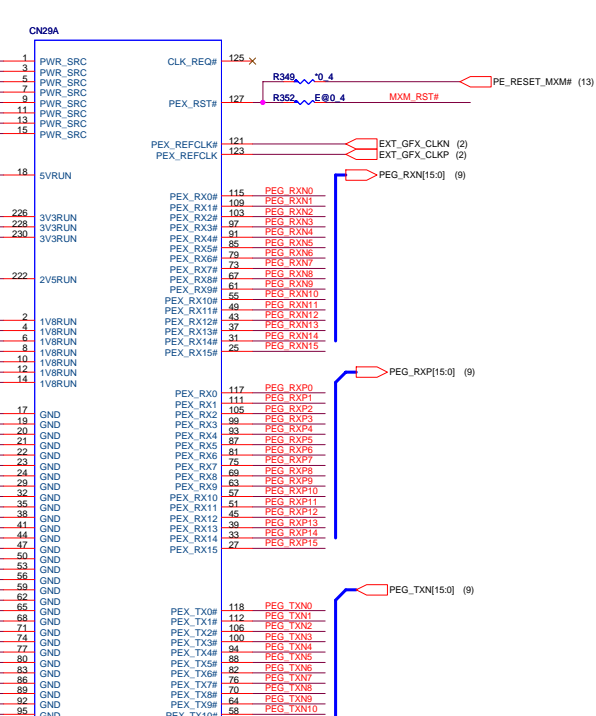 CN29A
1 PWR_SRC CLK_REQ# 125
3 PWR_SRC
5 PWR_SRC R349 *0_4 PE_RESET_MXM# (13)
7 PWR_SRC
9 PWR_SRC PEX_RST# 127 R352 E@0_4 MXM_RST#
11 PWR_SRC
13 PWR_SRC
15 PWR_SRC
PEX_REFCLK# 121 EXT_GFX_CLKN (2)
PEX_REFCLK 123 EXT_GFX_CLKP (2)
18 5VRUN PEG_RXN[15:0] (9)
PEX_RX0# 115 PEG_RXN0
PEX_RX1# 109 PEG_RXN1
226 3V3RUN PEX_RX2# 103 PEG_RXN2
228 3V3RUN PEX_RX3# 97 PEG_RXN3
230 3V3RUN PEX_RX4# 91 PEG_RXN4
PEX_RX5# 85 PEG_RXN5
PEX_RX6# 79 PEG_RXN6
PEX_RX7# 73 PEG_RXN7
222 2V5RUN PEX_RX8# 67 PEG_RXN8
PEX_RX9# 61 PEG_RXN9
PEX_RX10# 55 PEG_RXN10
PEX_RX11# 49 PEG_RXN11
2 1V8RUN PEX_RX12# 43 PEG_RXN12
4 1V8RUN PEX_RX13# 37 PEG_RXN13
6 1V8RUN PEX_RX14# 31 PEG_RXN14
8 1V8RUN PEX_RX15# 25 PEG_RXN15
10 1V8RUN
12 1V8RUN PEG_RXP[15:0] (9)
14 1V8RUN
PEX_RX0 117 PEG_RXP0
PEX_RX1 111 PEG_RXP1
17 GND PEX_RX2 105 PEG_RXP2
19 GND PEX_RX3 99 PEG_RXP3
20 GND PEX_RX4 93 PEG_RXP4
21 GND PEX_RX5 87 PEG_RXP5
22 GND PEX_RX6 81 PEG_RXP6
23 GND PEX_RX7 75 PEG_RXP7
24 GND PEX_RX8 69 PEG_RXP8
29 GND PEX_RX9 63 PEG_RXP9
32 GND PEX_RX10 57 PEG_RXP10
35 GND PEX_RX11 51 PEG_RXP11
38 GND PEX_RX12 45 PEG_RXP12
41 GND PEX_RX13 39 PEG_RXP13
44 GND PEX_RX14 33 PEG_RXP14
47 GND PEX_RX15 27 PEG_RXP15
50 GND
53 GND
56 GND
59 GND PEG_TXN[15:0] (9)
62 GND
65 GND PEX_TX0# 118 PEG_TXN0
68 GND PEX_TX1# 112 PEG_TXN1
71 GND PEX_TX2# 106 PEG_TXN2
74 GND PEX_TX3# 100 PEG_TXN3
77 GND PEX_TX4# 94 PEG_TXN4
80 GND PEX_TX5# 88 PEG_TXN5
83 GND PEX_TX6# 82 PEG_TXN6
86 GND PEX_TX7# 76 PEG_TXN7
89 GND PEX_TX8# 70 PEG_TXN8
92 GND PEX_TX9# 64 PEG_TXN9
95 GND PEX_TX10# 58 PEG_TXN10